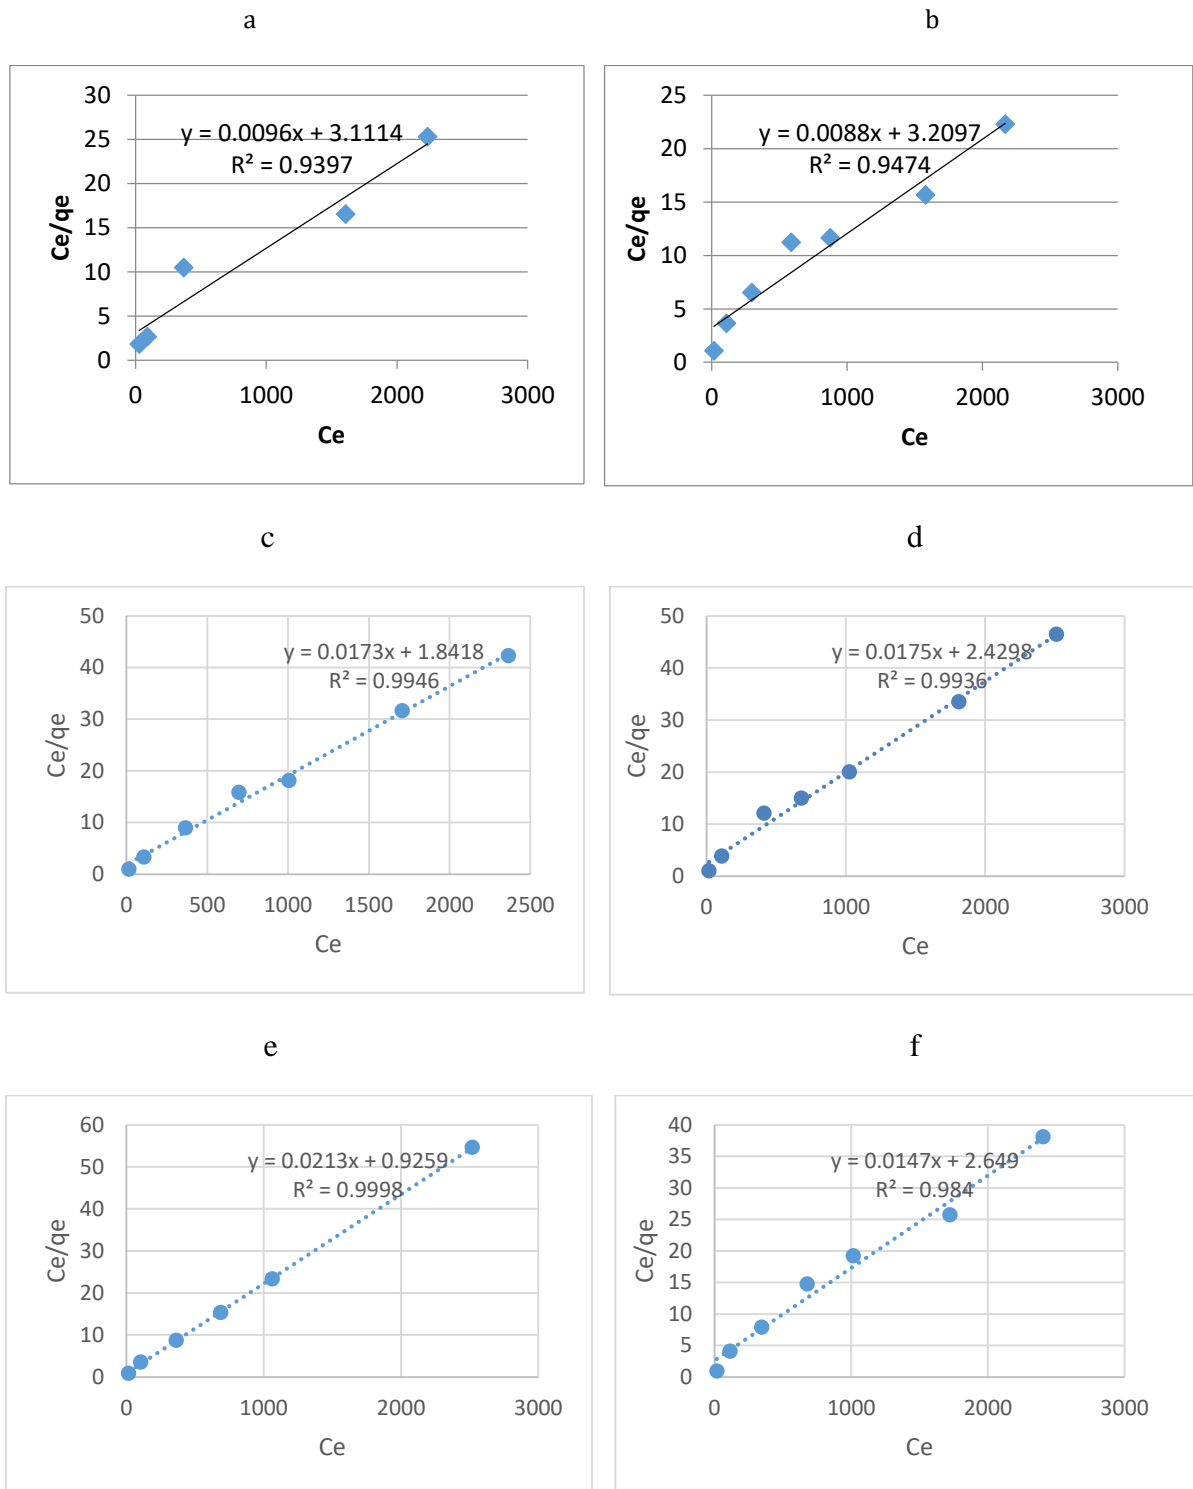 a
b
30
25
20
15
10
5
0
y = 0.0096x + 3.1114
R² = 0.9397
Ce/qe
0 1000 2000 3000
Ce
25
20
15
10
5
0
y = 0.0088x + 3.2097
R² = 0.9474
Ce/qe
0 1000 2000 3000
Ce
c
d
50
40
30
20
10
0
y = 0.0173x + 1.8418
R² = 0.9946
Ce/qe
0 500 1000 1500 2000 2500
Ce
50
40
30
20
10
0
y = 0.0175x + 2.4298
R² = 0.9936
Ce/qe
0 1000 2000 3000
Ce
e
f
60
50
40
30
20
10
0
y = 0.0213x + 0.9259
R² = 0.9998
Ce/qe
0 1000 2000 3000
Ce
40
35
30
25
20
15
10
5
0
y = 0.0147x + 2.649
R² = 0.984
Ce/qe
0 1000 2000 3000
Ce